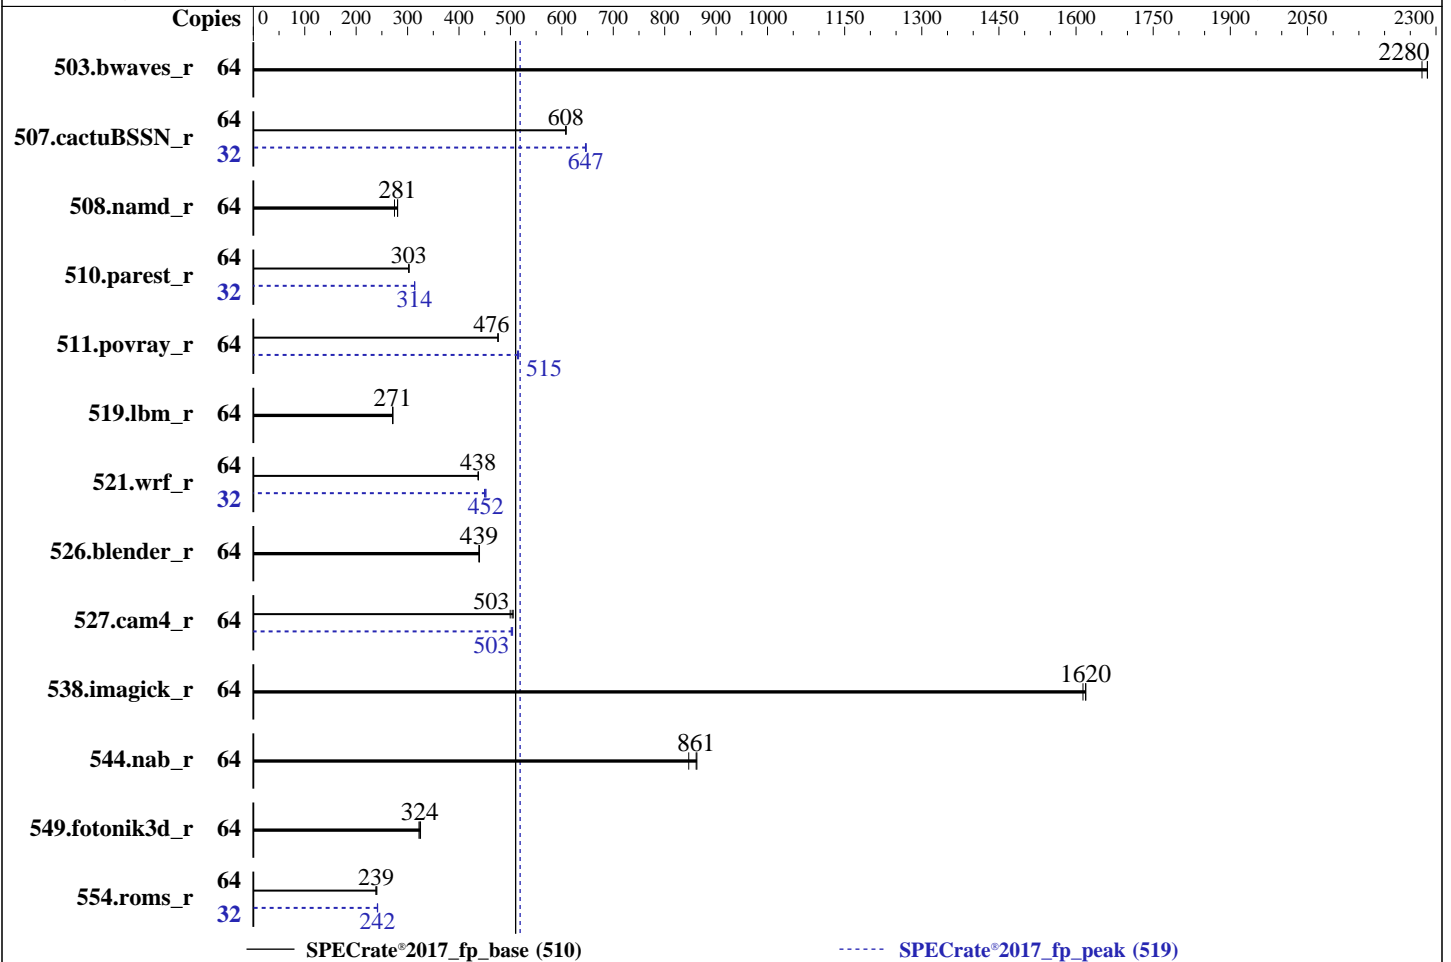 Copies 0 100 200 300 400 500 600 700 800 900 1000 1150 1300 1450 1600 1750 1900 2050 2300
503.bwaves_r 64 2280
507.cactuBSSN_r 64 608
32 647
508.namd_r 64 281
510.parest_r 64 303
32 314
511.povray_r 64 476
515
519.lbm_r 64 271
521.wrf_r 64 438
32 452
526.blender_r 64 439
527.cam4_r 64 503
503
538.imagick_r 64 1620
544.nab_r 64 861
549.fotonik3d_r 64 324
554.roms_r 64 239
32 242
SPECrate®2017_fp_base (510) SPECrate®2017_fp_peak (519)